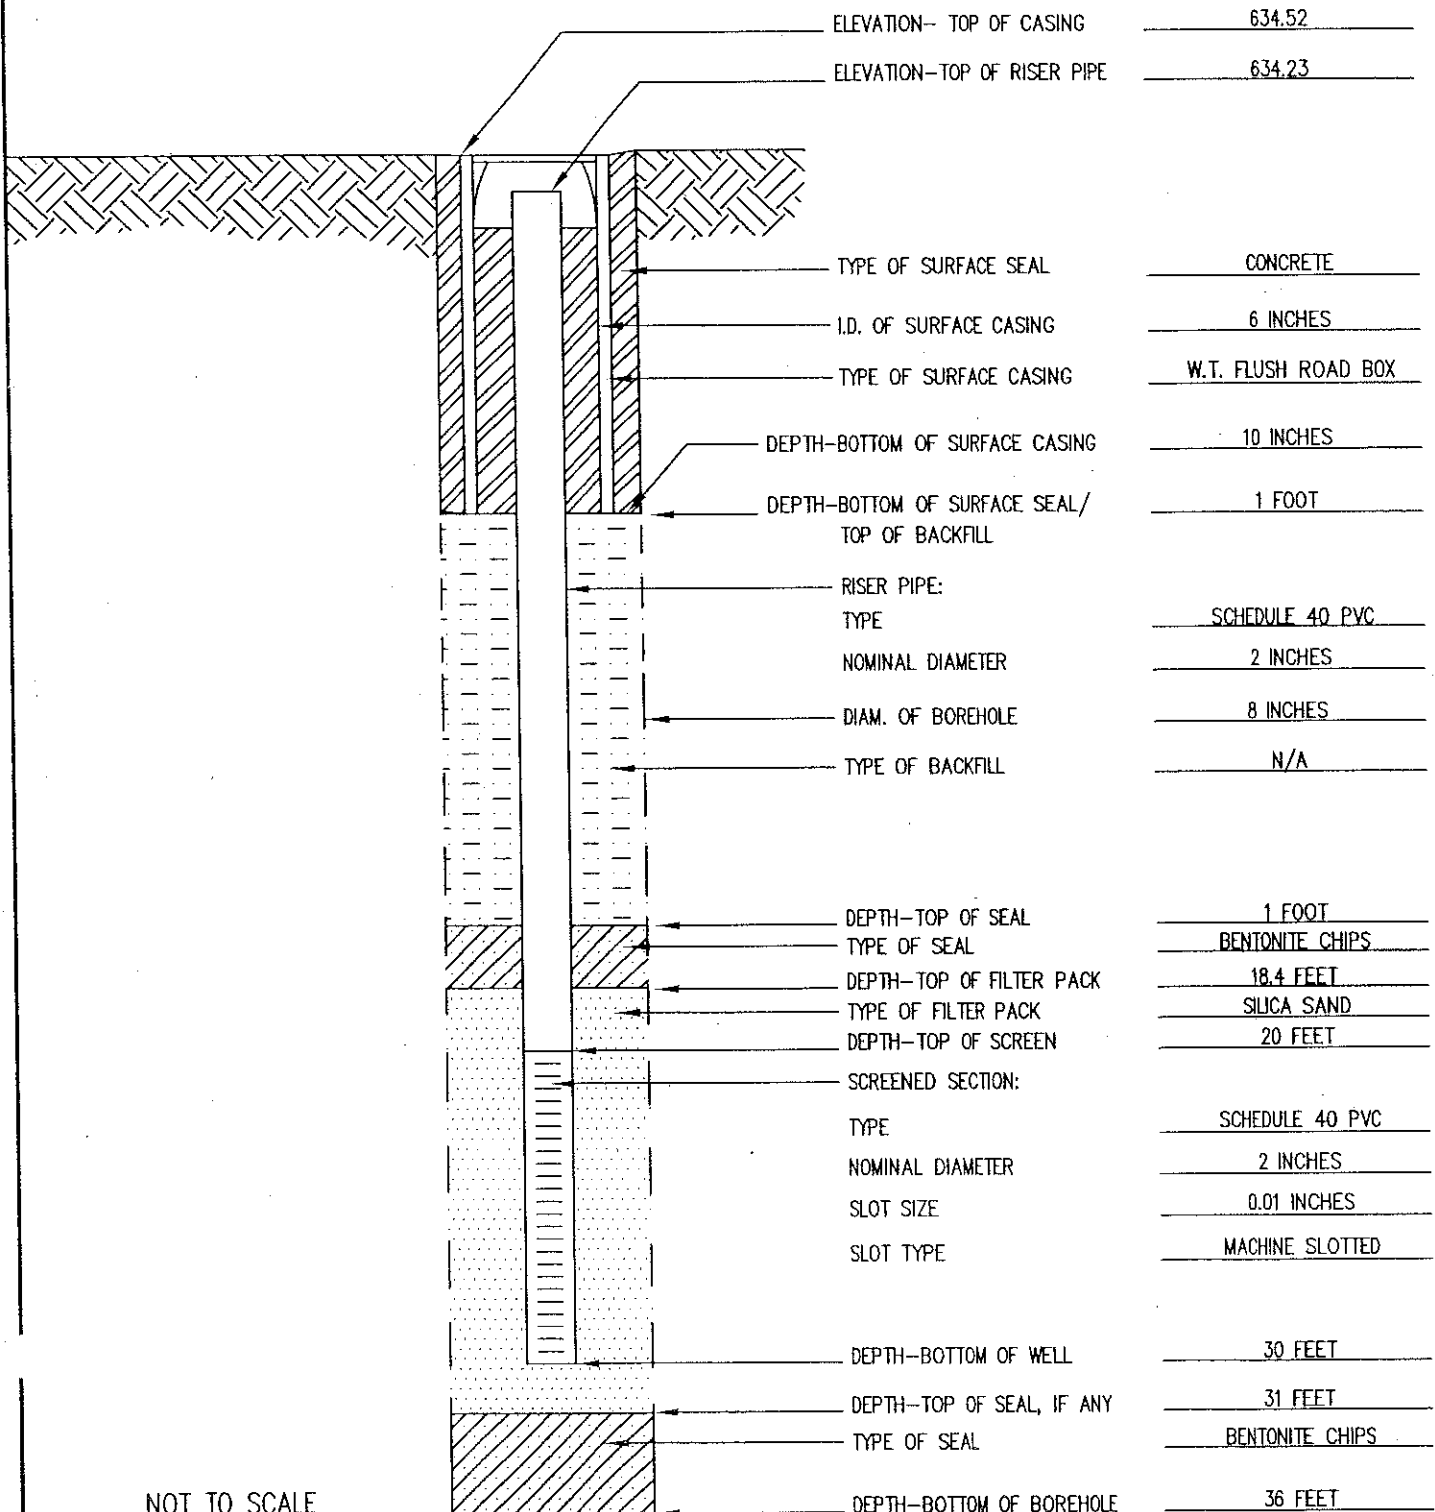 ELEVATION- TOP OF CASING 634.52
ELEVATION-TOP OF RISER PIPE 634.23
TYPE OF SURFACE SEAL CONCRETE
I.D. OF SURFACE CASING 6 INCHES
TYPE OF SURFACE CASING W.T. FLUSH ROAD BOX
DEPTH-BOTTOM OF SURFACE CASING 10 INCHES
DEPTH-BOTTOM OF SURFACE SEAL/ 1 FOOT
TOP OF BACKFILL
RISER PIPE:
TYPE SCHEDULE 40 PVC
NOMINAL DIAMETER 2 INCHES
DIAM. OF BOREHOLE 8 INCHES
TYPE OF BACKFILL N/A
DEPTH-TOP OF SEAL 1 FOOT
TYPE OF SEAL BENTONITE CHIPS
DEPTH-TOP OF FILTER PACK 18.4 FEET
TYPE OF FILTER PACK SILICA SAND
DEPTH-TOP OF SCREEN 20 FEET
SCREENED SECTION:
TYPE SCHEDULE 40 PVC
NOMINAL DIAMETER 2 INCHES
SLOT SIZE 0.01 INCHES
SLOT TYPE MACHINE SLOTTED
DEPTH-BOTTOM OF WELL 30 FEET
DEPTH-TOP OF SEAL, IF ANY 31 FEET
TYPE OF SEAL BENTONITE CHIPS
NOT TO SCALE
DEPTH-BOTTOM OF BOREHOLE 36 FEET